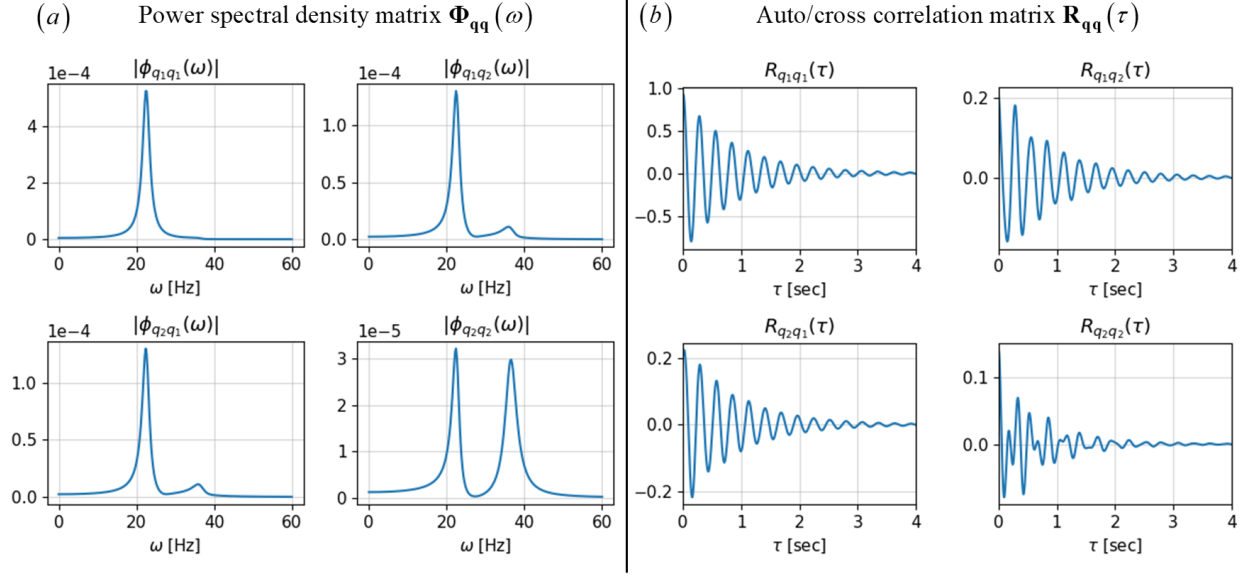 (a) Power spectral density matrix Φqq(ω)
1e−4 |ϕq1q1(ω)|
4
2
0
0 20 40 60
ω [Hz]
1e−4 |ϕq1q2(ω)|
1.0
0.5
0.0
0 20 40 60
ω [Hz]
1e−4 |ϕq2q1(ω)|
1.0
0.5
0.0
0 20 40 60
ω [Hz]
1e−5 |ϕq2q2(ω)|
3
2
1
0
0 20 40 60
ω [Hz]
(b) Auto/cross correlation matrix Rqq(τ)
Rq1q1(τ)
1.0
0.5
0.0
−0.5
0 1 2 3 4
τ [sec]
Rq1q2(τ)
0.2
0.0
0 1 2 3 4
τ [sec]
Rq2q1(τ)
0.2
0.0
−0.2
0 1 2 3 4
τ [sec]
Rq2q2(τ)
0.1
0.0
0 1 2 3 4
τ [sec]